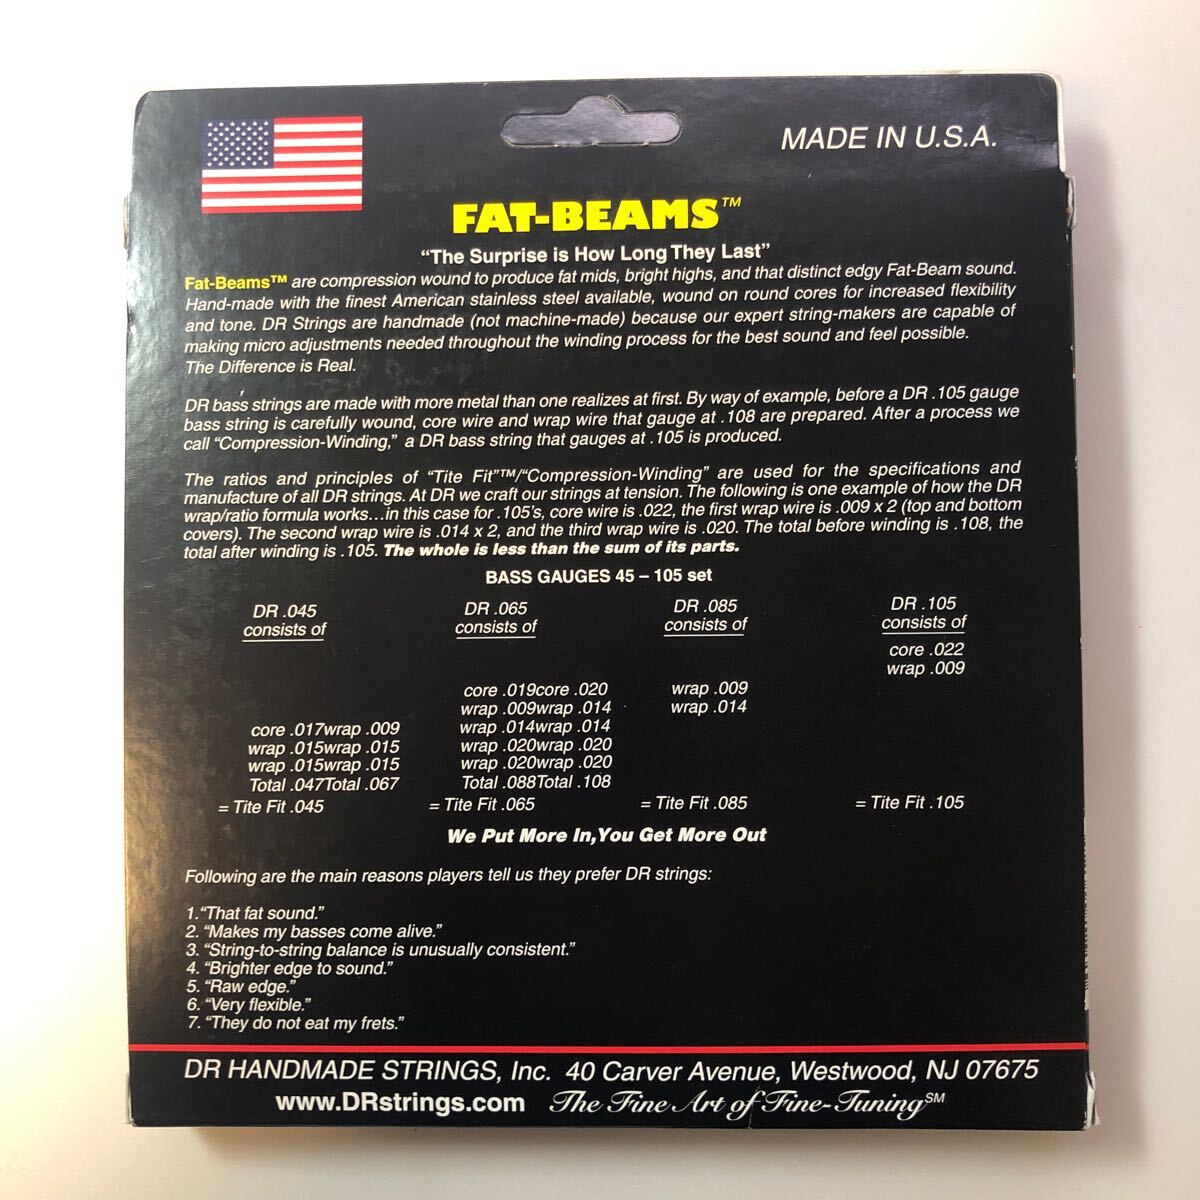 MADE IN U.S.A.
FAT-BEAMS™
“The Surprise is How Long They Last”
Fat-Beams™ are compression wound to produce fat mids, bright highs, and that distinct edgy Fat-Beam sound.
Hand-made with the finest American stainless steel available, wound on round cores for increased flexibility
and tone. DR Strings are handmade (not machine-made) because our expert string-makers are capable of
making micro adjustments needed throughout the winding process for the best sound and feel possible.
The Difference is Real.
DR bass strings are made with more metal than one realizes at first. By way of example, before a DR .105 gauge
bass string is carefully wound, core wire and wrap wire that gauge at .108 are prepared. After a process we
call “Compression-Winding,” a DR bass string that gauges at .105 is produced.
The ratios and principles of “Tite Fit”™/“Compression-Winding” are used for the specifications and
manufacture of all DR strings. At DR we craft our strings at tension. The following is one example of how the DR
wrap/ratio formula works...in this case for .105’s, core wire is .022, the first wrap wire is .009 x 2 (top and bottom
covers). The second wrap wire is .014 x 2, and the third wrap wire is .020. The total before winding is .108, the
total after winding is .105. The whole is less than the sum of its parts.
BASS GAUGES 45 – 105 set
DR .045 DR .065 DR .085 DR .105
consists of consists of consists of consists of
core .022
wrap .009
core .019core .020 wrap .009
wrap .009wrap .014 wrap .014
core .017wrap .009 wrap .014wrap .014
wrap .015wrap .015 wrap .020wrap .020
wrap .015wrap .015 wrap .020wrap .020
Total .047Total .067 Total .088Total .108
= Tite Fit .045 = Tite Fit .065 = Tite Fit .085 = Tite Fit .105
We Put More In,You Get More Out
Following are the main reasons players tell us they prefer DR strings:
1.“That fat sound.”
2. “Makes my basses come alive.”
3. “String-to-string balance is unusually consistent.”
4. “Brighter edge to sound.”
5. “Raw edge.”
6. “Very flexible.”
7. “They do not eat my frets.”
DR HANDMADE STRINGS, Inc. 40 Carver Avenue, Westwood, NJ 07675
www.DRstrings.com The Fine Art of Fine-Tuning℠